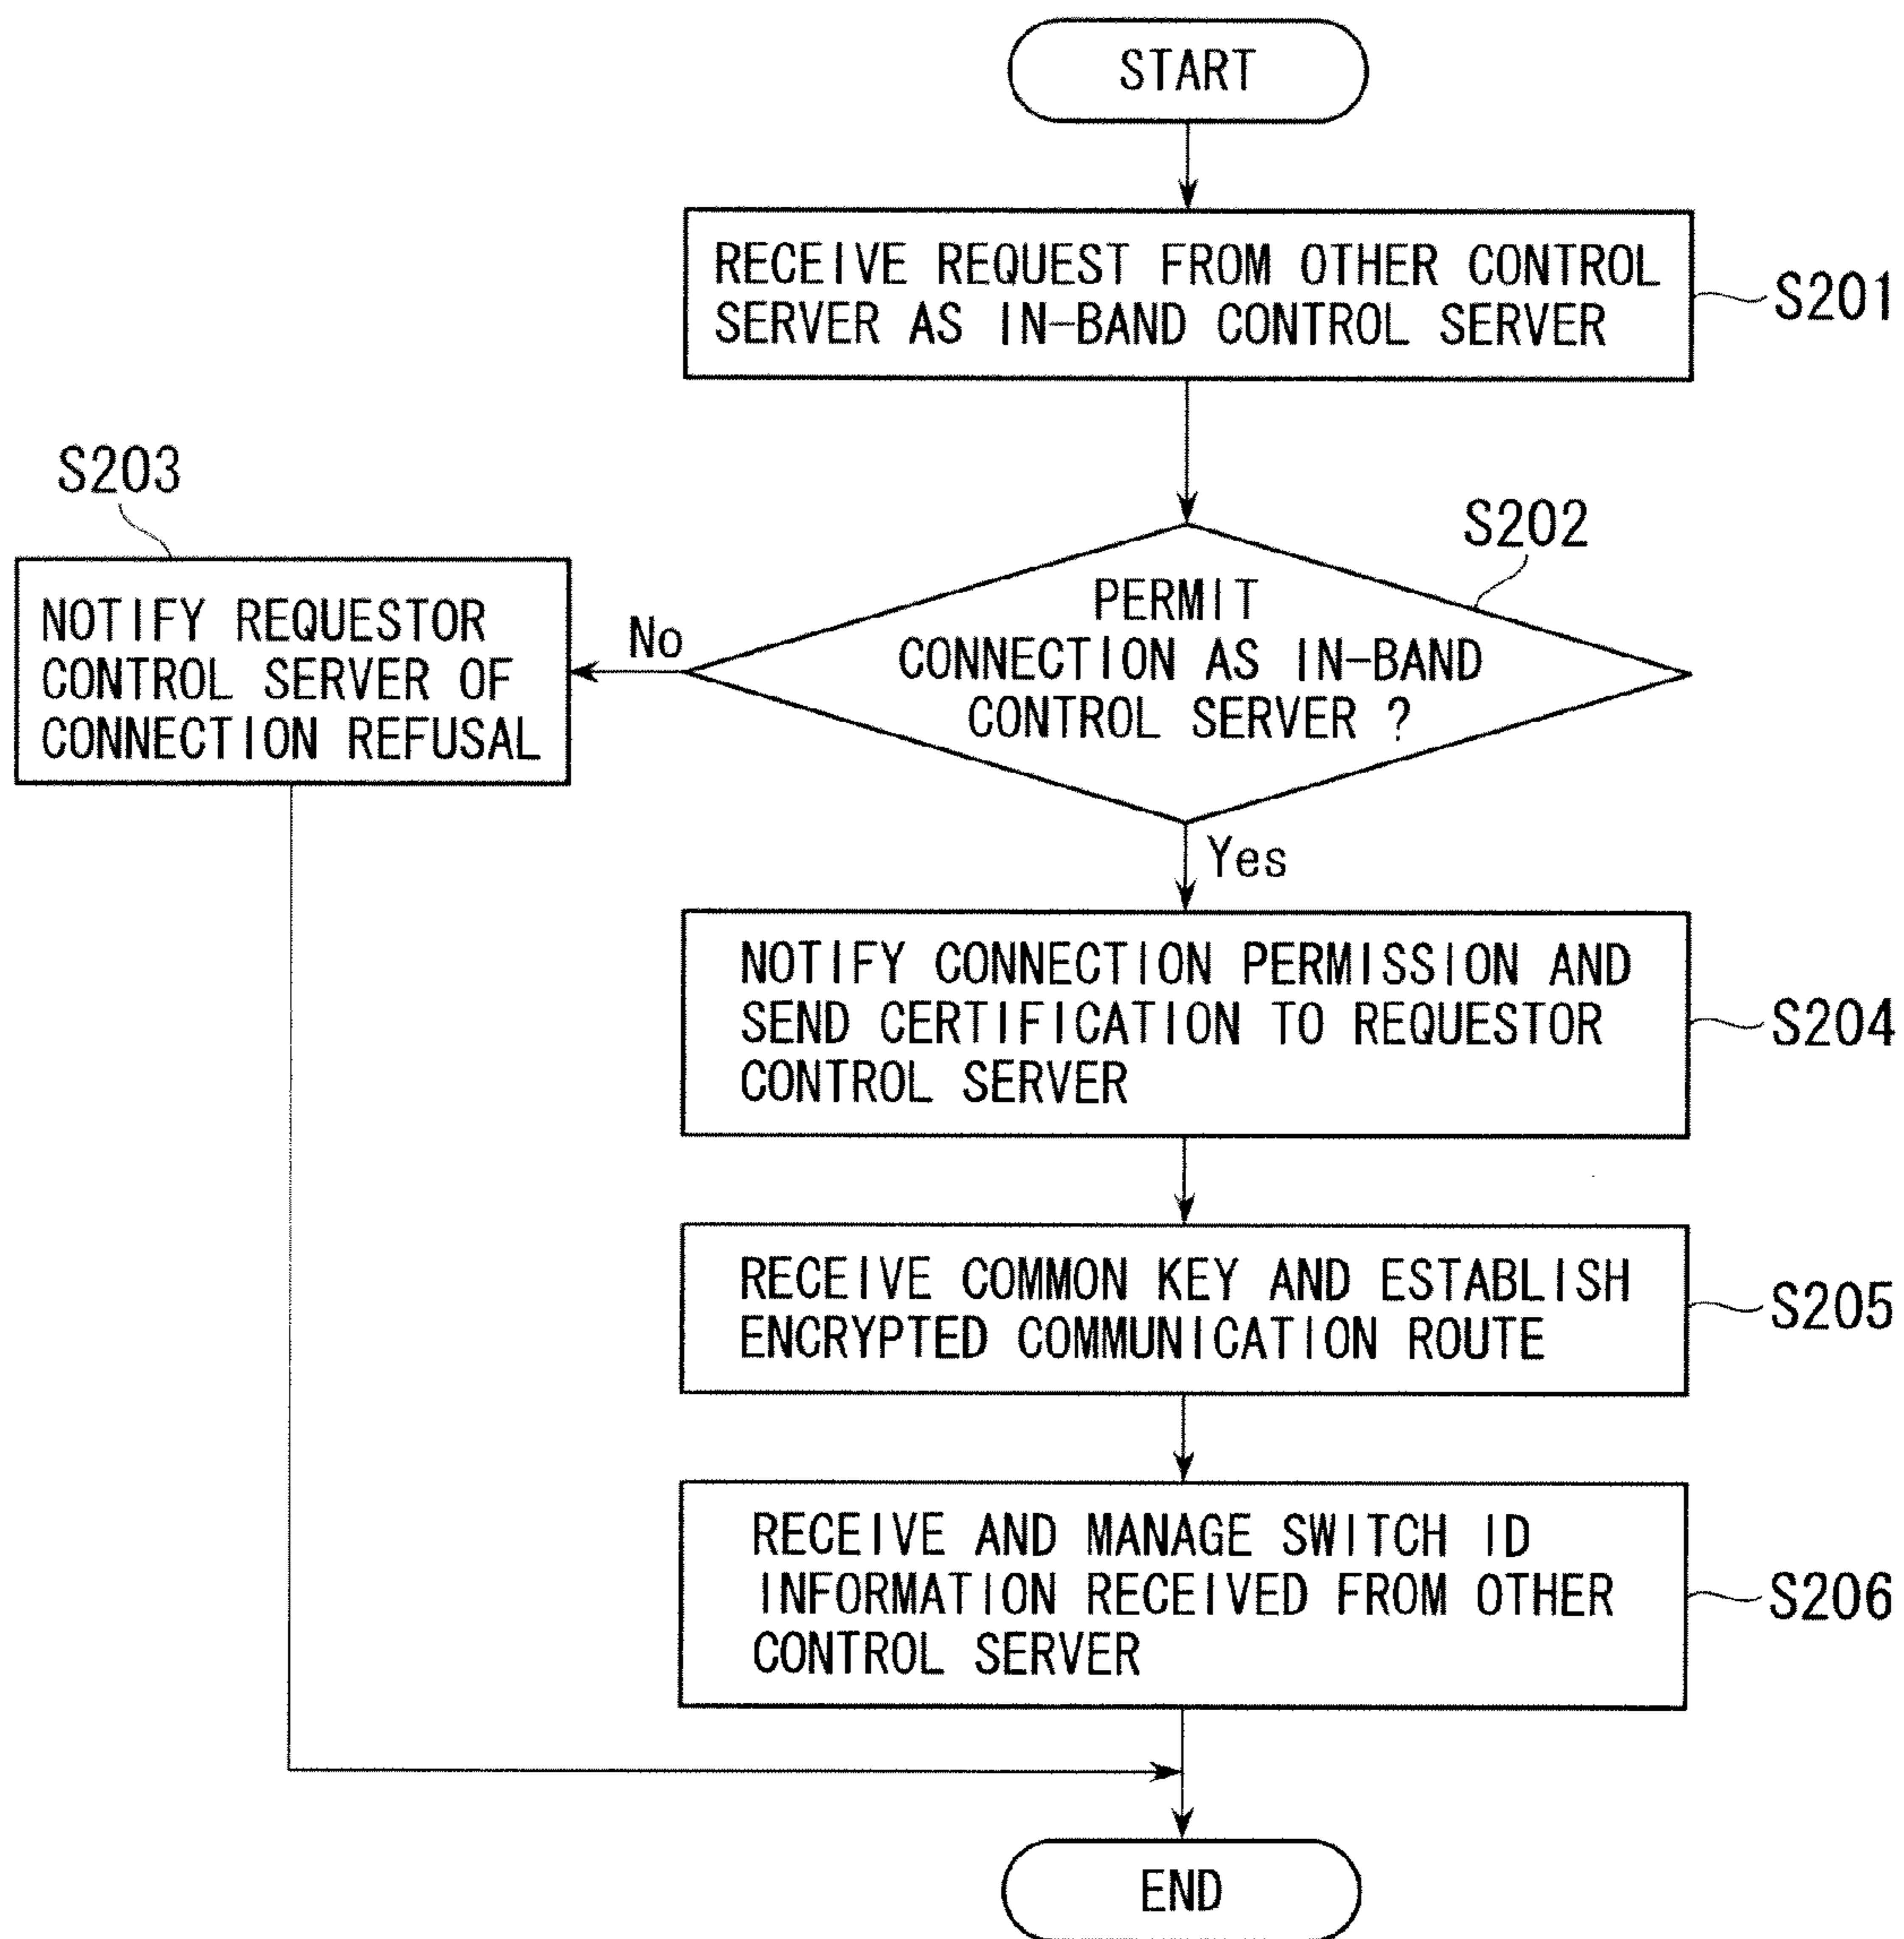 START
RECEIVE REQUEST FROM OTHER CONTROL
SERVER AS IN-BAND CONTROL SERVER
S201
S203
S202
NOTIFY REQUESTOR
CONTROL SERVER OF
CONNECTION REFUSAL
No
PERMIT
CONNECTION AS IN-BAND
CONTROL SERVER ?
Yes
NOTIFY CONNECTION PERMISSION AND
SEND CERTIFICATION TO REQUESTOR
CONTROL SERVER
S204
RECEIVE COMMON KEY AND ESTABLISH
ENCRYPTED COMMUNICATION ROUTE
S205
RECEIVE AND MANAGE SWITCH ID
INFORMATION RECEIVED FROM OTHER
CONTROL SERVER
S206
END